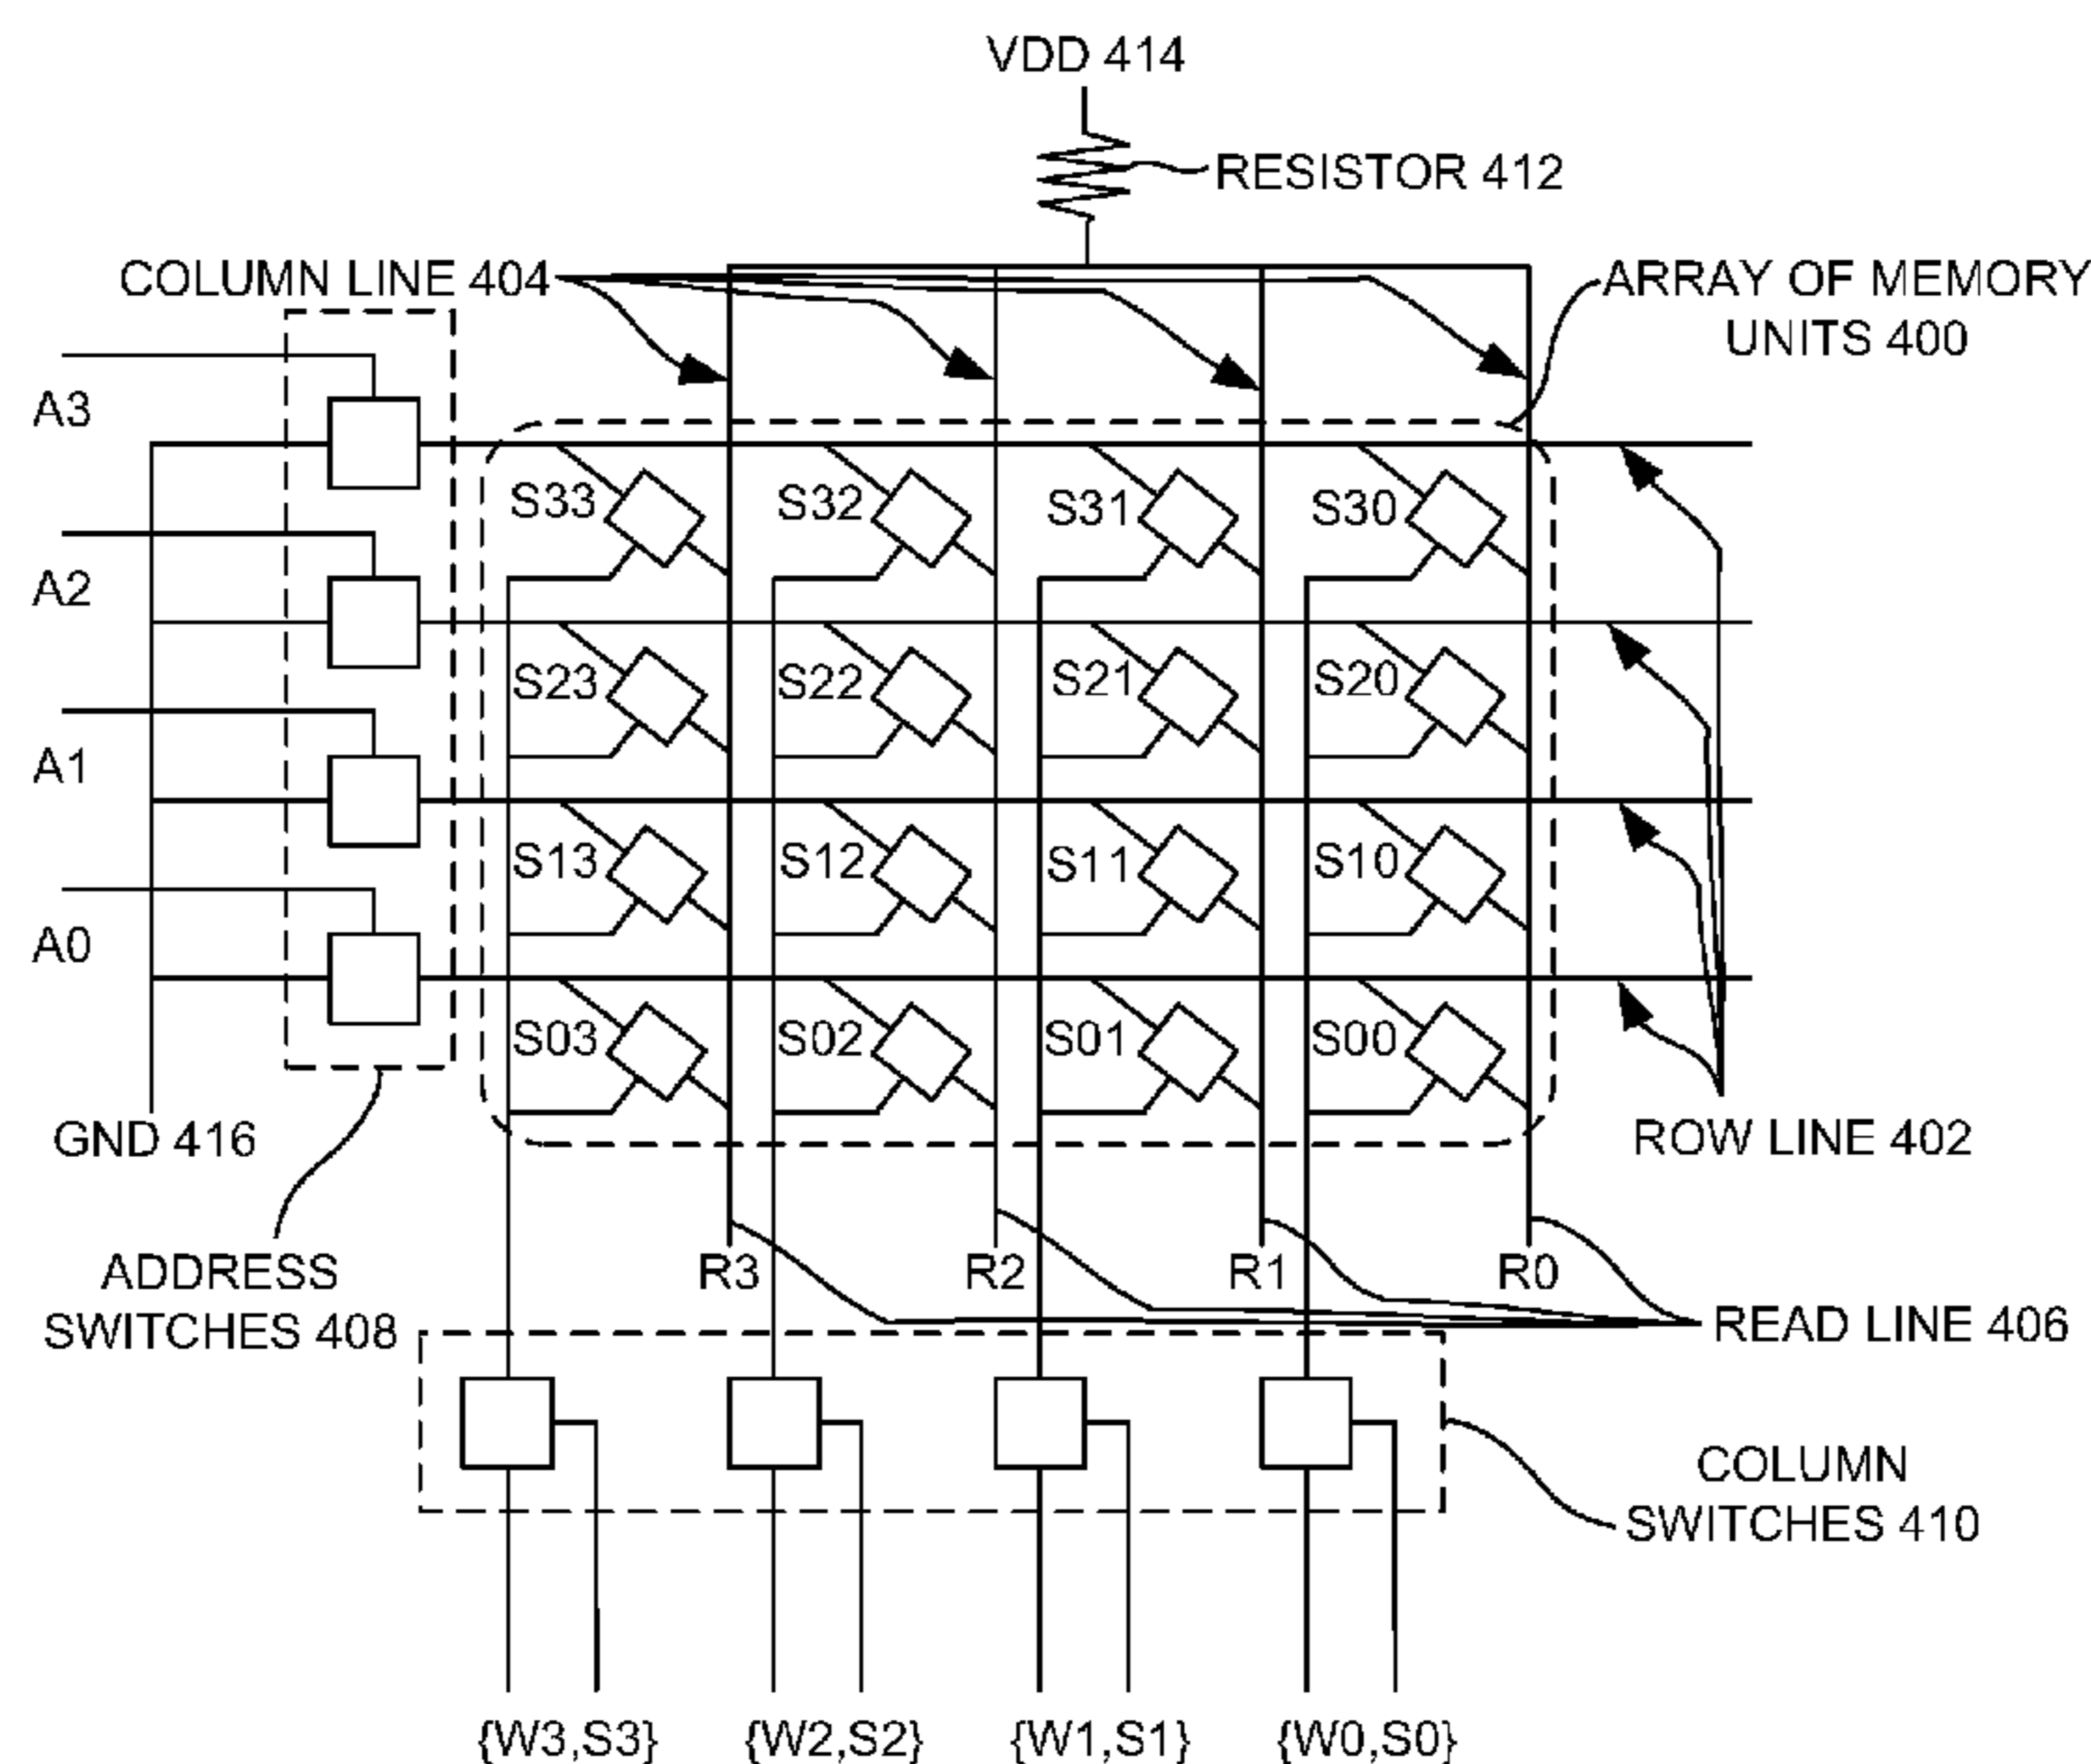 VDD 414
RESISTOR 412
COLUMN LINE 404
ARRAY OF MEMORY
UNITS 400
A3
S33
S32
S31
S30
A2
S23
S22
S21
S20
A1
S13
S12
S11
S10
A0
S03
S02
S01
S00
GND 416
ROW LINE 402
ADDRESS
SWITCHES 408
R3
R2
R1
R0
READ LINE 406
COLUMN
SWITCHES 410
{W3,S3}
{W2,S2}
{W1,S1}
{W0,S0}